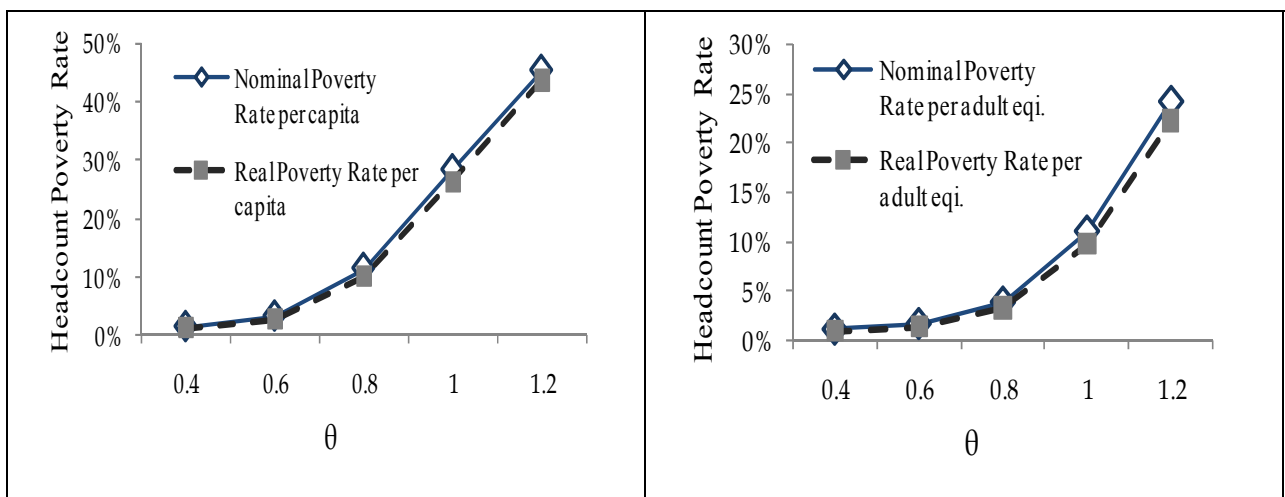 Headcount Poverty Rate
50%
40%
30%
20%
10%
0%
Nominal Poverty
Rate per capita
Real Poverty Rate per
capita
0.4 0.6 0.8 1 1.2
θ
Headcount Poverty Rate
30%
25%
20%
15%
10%
5%
0%
Nominal Poverty
Rate per adult eqi.
Real Poverty Rate per
adult eqi.
0.4 0.6 0.8 1 1.2
θ